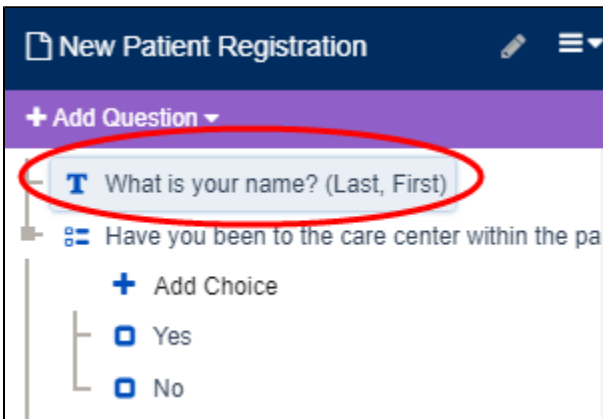 New Patient Registration
Add Question
T What is your name? (Last, First)
Have you been to the care center within the pa
Add Choice
Yes
No